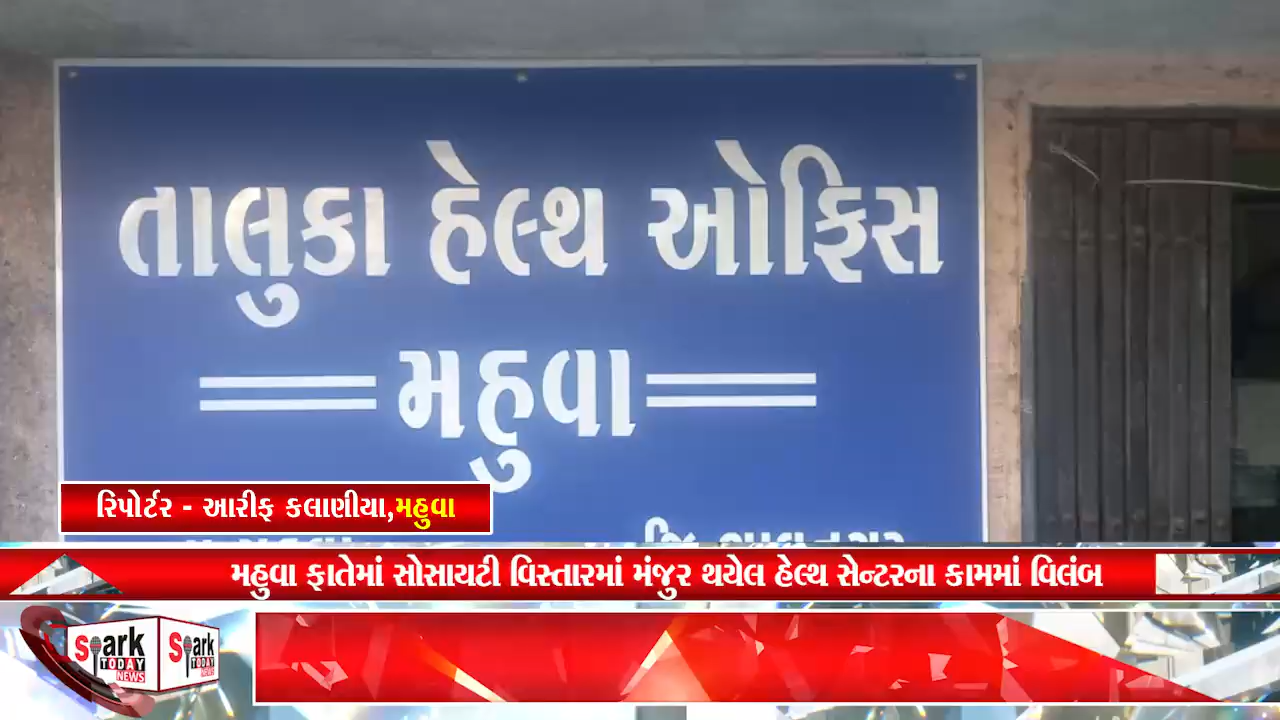 તાલુકા હેલ્થ ઓફિસ
મહુવા
રિપોર્ટર - આરીફ કલાણીયા,મહુવા
મહુવા ફાતેમાં સોસાયટી વિસ્તારમાં મંજુર થયેલ હેલ્થ સેન્ટરના કામમાં વિલંબ
Spark Spark
TODAY TODAY
NEWS NEWS